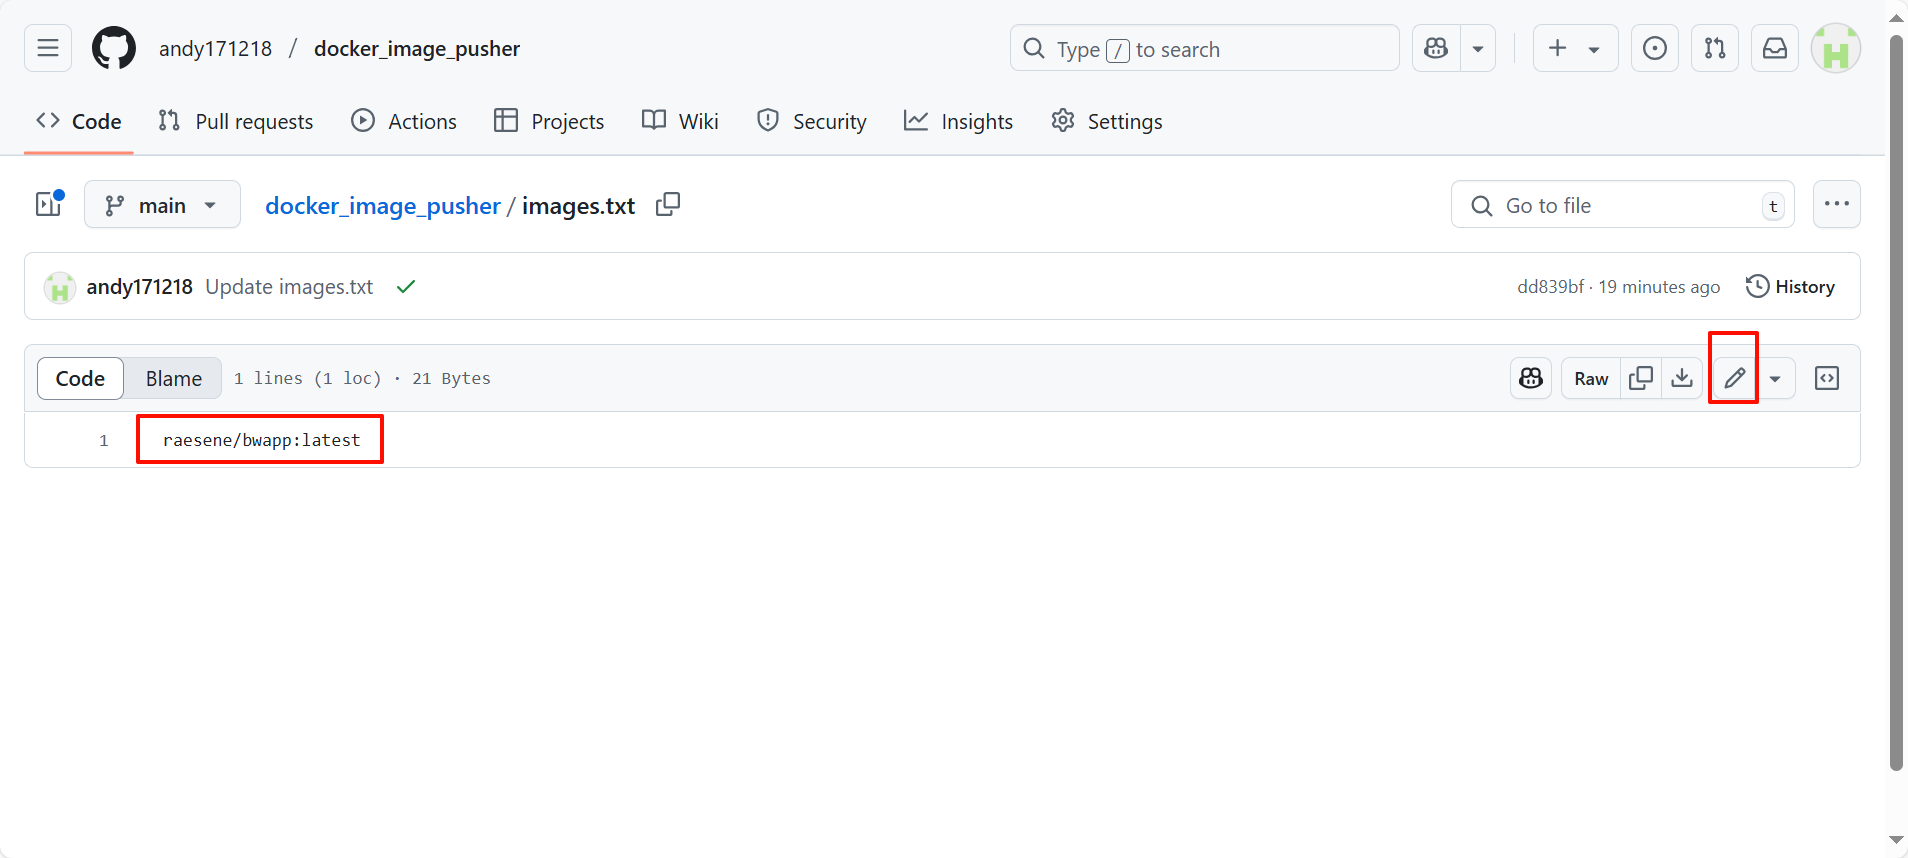 andy171218 / docker_image_pusher
Type / to search
Code Pull requests Actions Projects Wiki Security Insights Settings
main docker_image_pusher / images.txt
Go to file t
andy171218 Update images.txt
dd839bf · 19 minutes ago History
Code Blame 1 lines (1 loc) · 21 Bytes
Raw
1 raesene/bwapp:latest